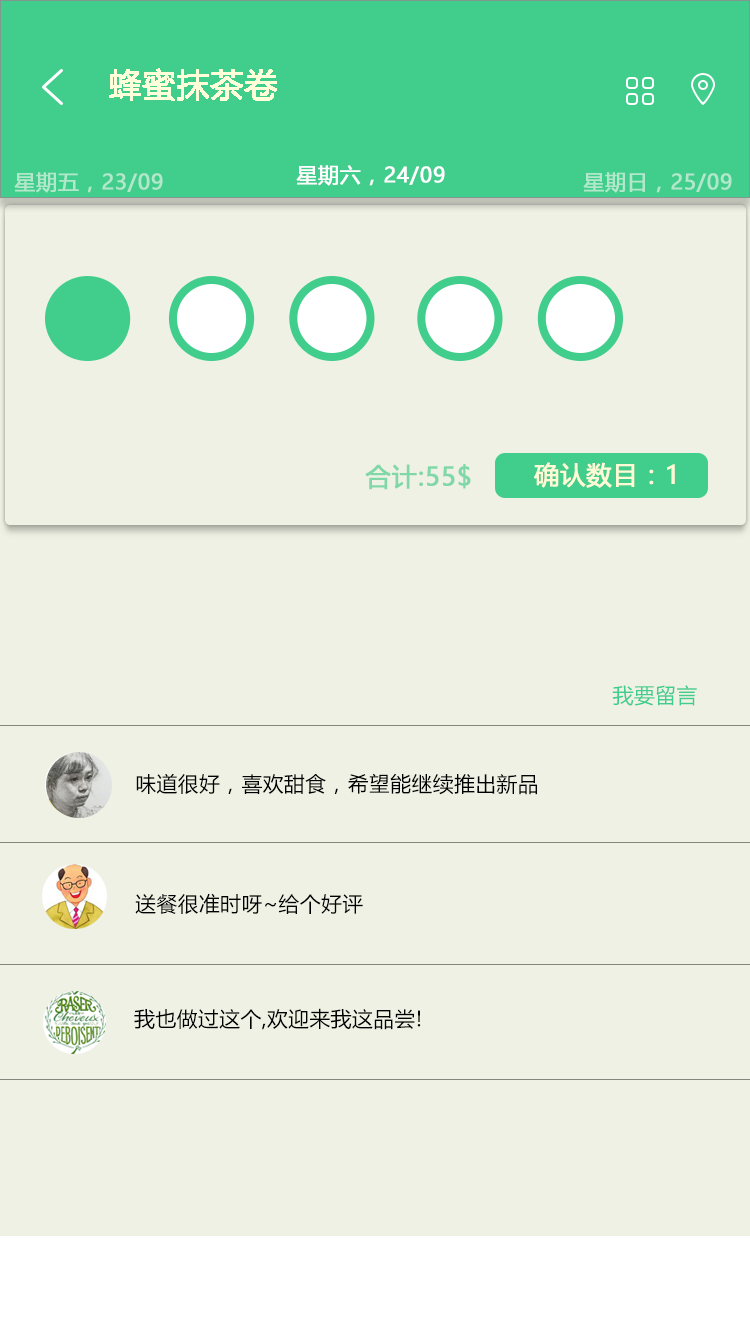 蜂蜜抹茶卷
星期五，23/09
星期六，24/09
星期日，25/09
合计:55$
确认数目：1
我要留言
味道很好，喜欢甜食，希望能继续推出新品
送餐很准时呀~给个好评
RASER
Cheveux
REBOISENT
我也做过这个,欢迎来我这品尝!